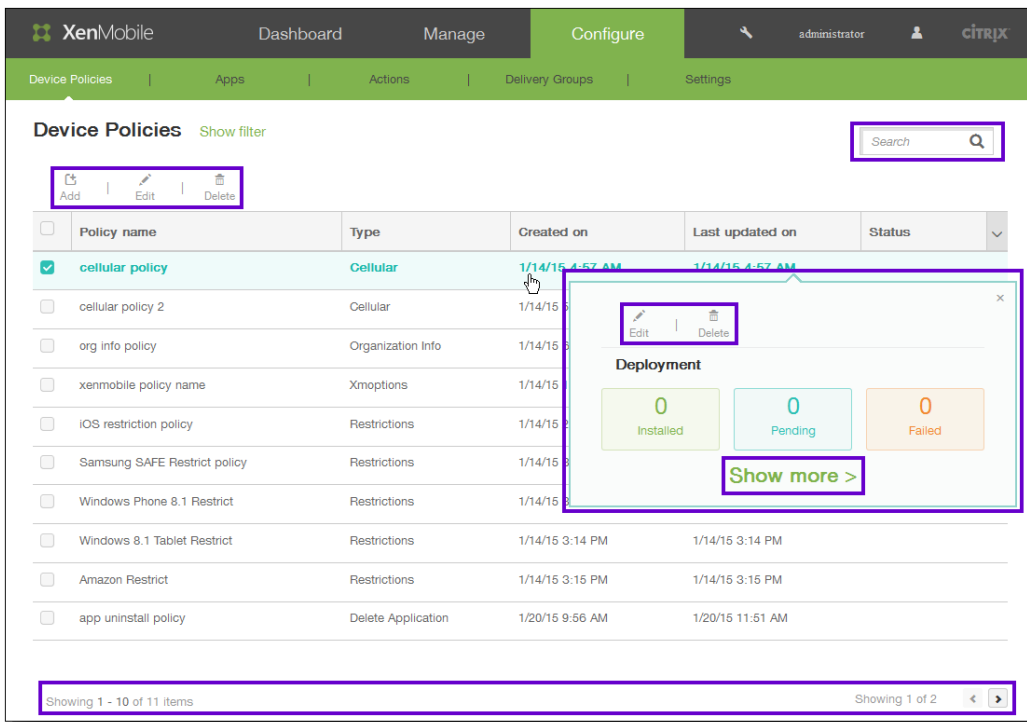 XenMobile Dashboard Manage Configure administrator CİTRIX
Device Policies | Apps | Actions | Delivery Groups | Settings
Device Policies Show filter
Search
Add | Edit | Delete
Policy name Type Created on Last updated on Status
cellular policy Cellular 1/14/15 4:57 AM 1/14/15 4:57 AM
cellular policy 2 Cellular 1/14/15
org info policy Organization Info 1/14/15
xenmobile policy name Xmoptions 1/14/15
iOS restriction policy Restrictions 1/14/15
Samsung SAFE Restrict policy Restrictions 1/14/15
Windows Phone 8.1 Restrict Restrictions 1/14/15
×
Edit | Delete
Deployment
0 0 0
Installed Pending Failed
Show more >
Windows 8.1 Tablet Restrict Restrictions 1/14/15 3:14 PM 1/14/15 3:14 PM
Amazon Restrict Restrictions 1/14/15 3:15 PM 1/14/15 3:15 PM
app uninstall policy Delete Application 1/20/15 9:56 AM 1/20/15 11:51 AM
Showing 1 - 10 of 11 items Showing 1 of 2 < >